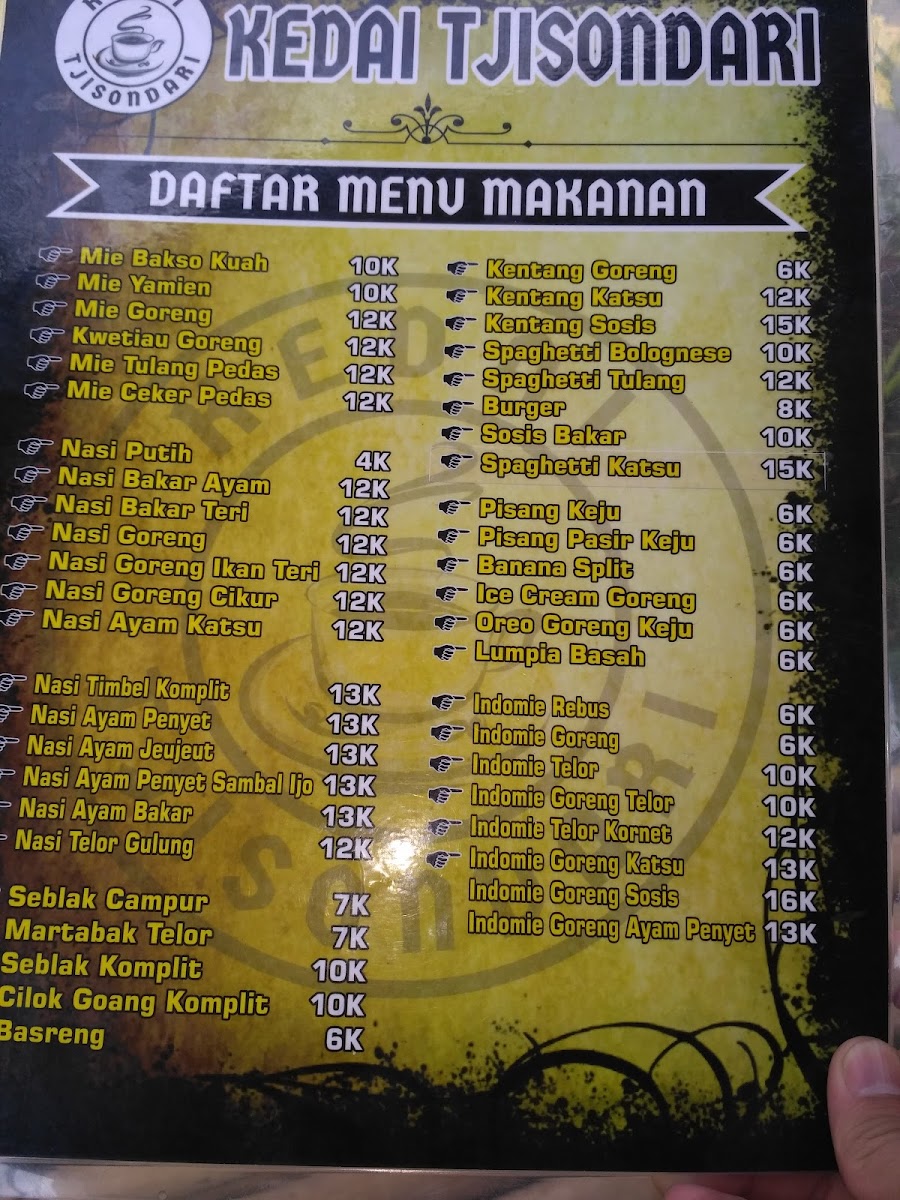 TJISONDARI
KEDAI TJISONDARI
DAFTAR MENU MAKANAN
Mie Bakso Kuah 10K
Mie Yamien 10K
Mie Goreng 12K
Kwetiau Goreng 12K
Mie Tulang Pedas 12K
Mie Ceker Pedas 12K
Nasi Putih 4K
Nasi Bakar Ayam 12K
Nasi Bakar Teri 12K
Nasi Goreng 12K
Nasi Goreng Ikan Teri 12K
Nasi Goreng Cikur 12K
Nasi Ayam Katsu 12K
Nasi Timbel Komplit 13K
Nasi Ayam Penyet 13K
Nasi Ayam Jeujeut 13K
Nasi Ayam Penyet Sambal Ijo 13K
Nasi Ayam Bakar 13K
Nasi Telor Gulung 12K
Seblak Campur 7K
Martabak Telor 7K
Seblak Komplit 10K
Cilok Goang Komplit 10K
Basreng 6K
Kentang Goreng 6K
Kentang Katsu 12K
Kentang Sosis 15K
Spaghetti Bolognese 10K
Spaghetti Tulang 12K
Burger 8K
Sosis Bakar 10K
Spaghetti Katsu 15K
Pisang Keju 6K
Pisang Pasir Keju 6K
Banana Split 6K
Ice Cream Goreng 6K
Oreo Goreng Keju 6K
Lumpia Basah 6K
Indomie Rebus 6K
Indomie Goreng 6K
Indomie Telor 10K
Indomie Goreng Telor 10K
Indomie Telor Kornet 12K
Indomie Goreng Katsu 13K
Indomie Goreng Sosis 16K
Indomie Goreng Ayam Penyet 13K